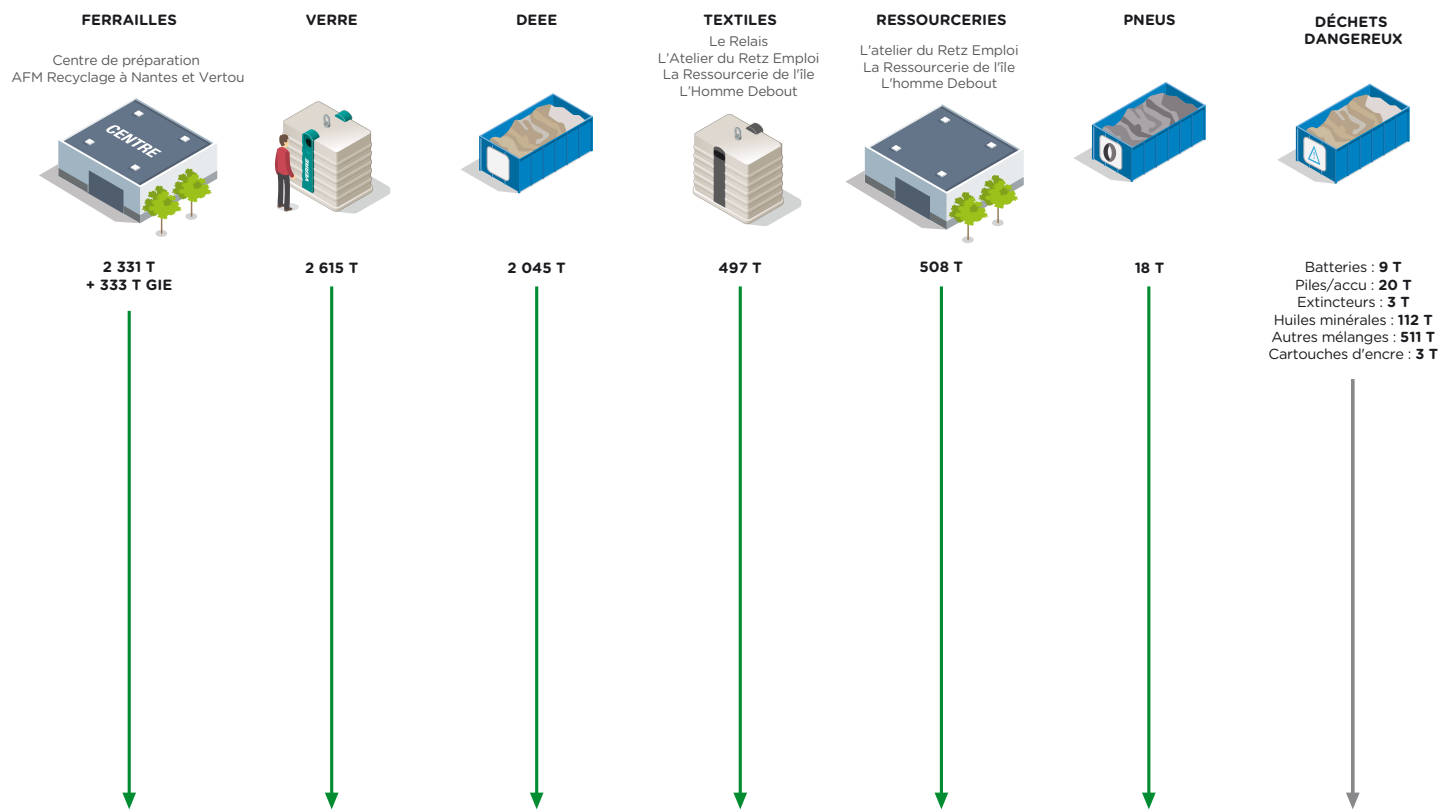 FERRAILLES
Centre de préparation
AFM Recyclage à Nantes et Vertou
CENTRE
2 331 T
+ 333 T GIE
VERRE
VERRE
2 615 T
DEEE
2 045 T
TEXTILES
Le Relais
L'Atelier du Retz Emploi
La Ressourcerie de l'île
L'Homme Debout
497 T
RESSOURCERIES
L'atelier du Retz Emploi
La Ressourcerie de l'île
L'homme Debout
508 T
PNEUS
18 T
DÉCHETS
DANGEREUX
Batteries : 9 T
Piles/accu : 20 T
Extincteurs : 3 T
Huiles minérales : 112 T
Autres mélanges : 511 T
Cartouches d'encre : 3 T